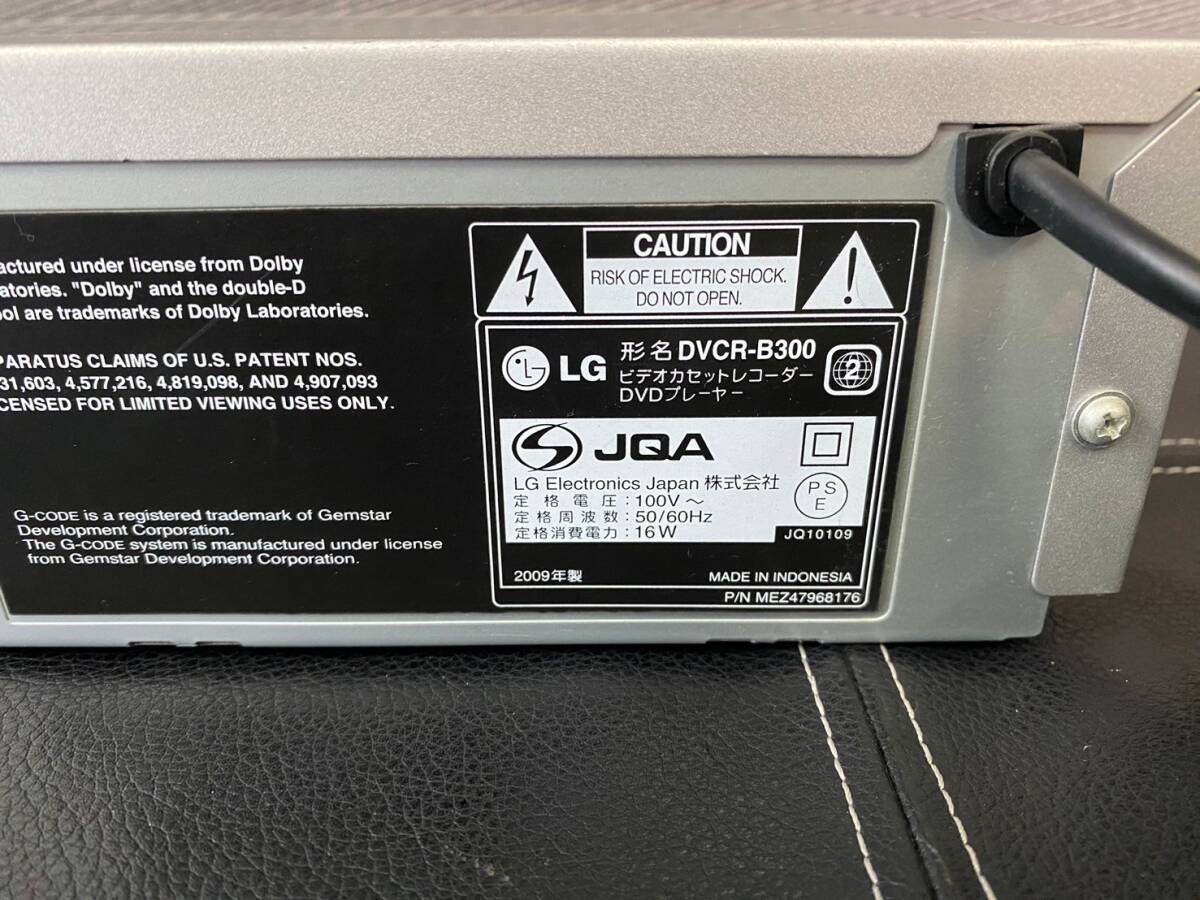 actured under license from Dolby
atories. "Dolby" and the double-D
ool are trademarks of Dolby Laboratories.
PARATUS CLAIMS OF U.S. PATENT NOS.
31,603, 4,577,216, 4,819,098, AND 4,907,093
CENSED FOR LIMITED VIEWING USES ONLY.
G-CODE is a registered trademark of Gemstar
Development Corporation.
The G-CODE system is manufactured under license
from Gemstar Development Corporation.
CAUTION
RISK OF ELECTRIC SHOCK.
DO NOT OPEN.
LG 形名 DVCR-B300
ビデオカセットレコーダー
DVDプレーヤー
2
JQA
LG Electronics Japan 株式会社
定格電圧：100V～
定格周波数：50/60Hz
定格消費電力：16W
PS
E
JQ10109
2009年製 MADE IN INDONESIA
P/N MEZ47968176